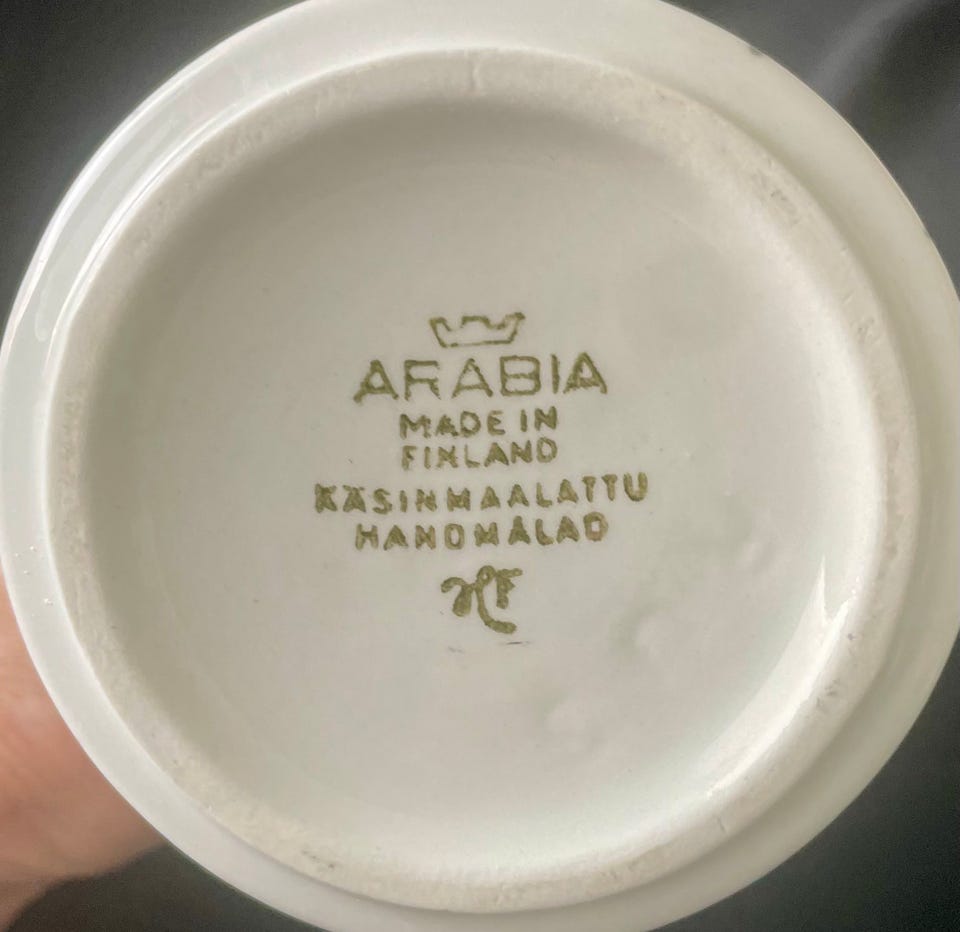 ARABIA
MADE IN
FINLAND
KÄSINMAALATTU
HANDMÅLAD